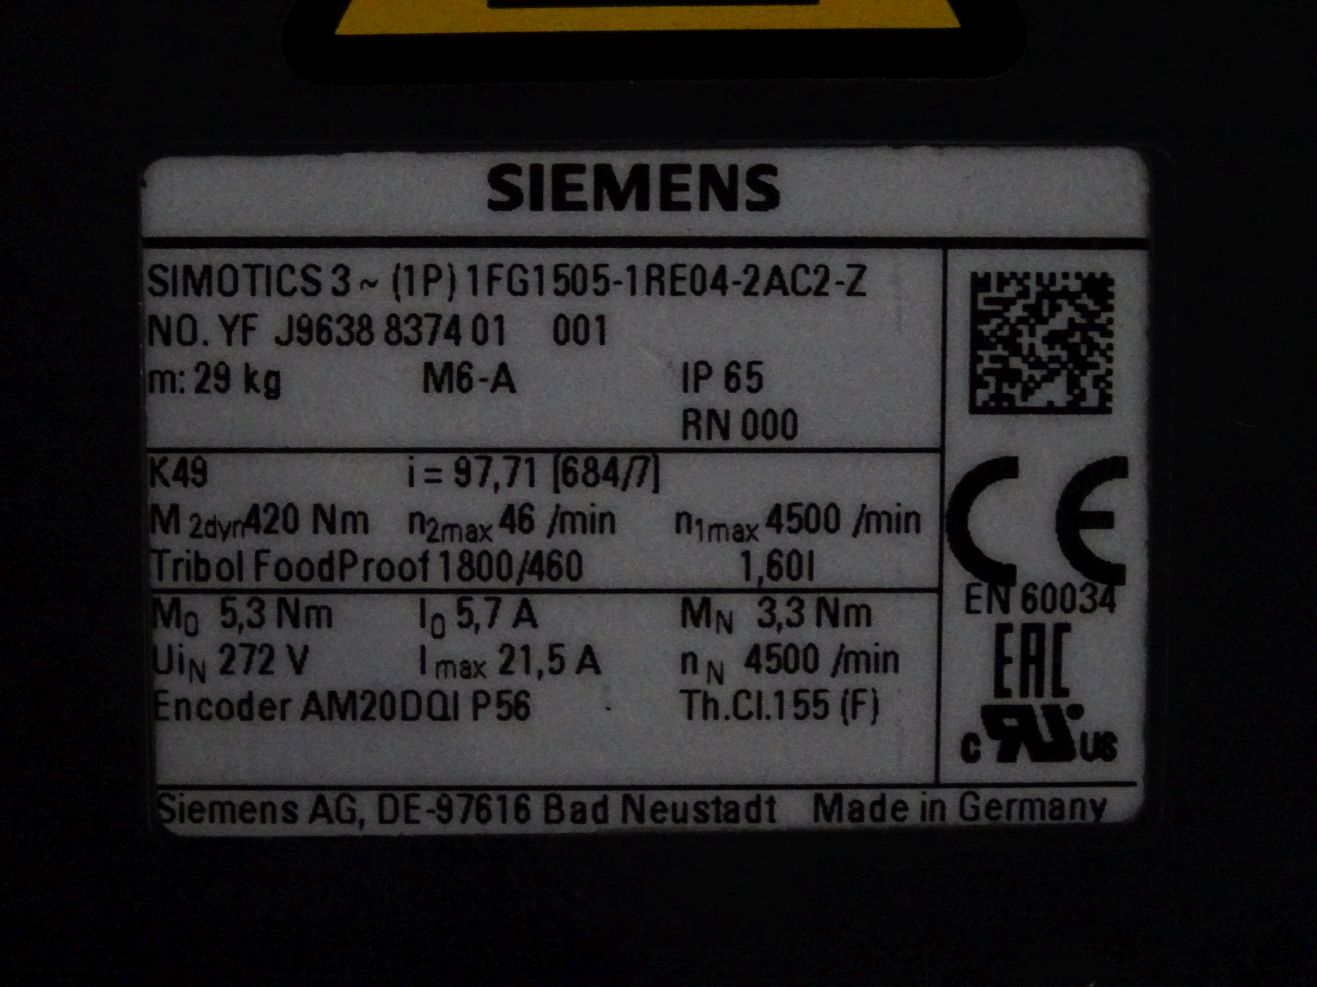 SIEMENS
SIMOTICS 3 ~ (1P) 1FG1505-1RE04-2AC2-Z
NO. YF J9638 8374 01 001
m: 29 kg M6-A IP 65
RN 000
K49 i = 97,71 [684/7]
M 2dyn 420 Nm n2max 46 /min n1max 4500 /min
Tribol FoodProof 1800/460 1,60l
M0 5,3 Nm I0 5,7 A MN 3,3 Nm
UiN 272 V Imax 21,5 A nN 4500 /min
Encoder AM20DQI P56 Th.Cl.155 (F)
CE
EN 60034
EAC
c RU US
Siemens AG, DE-97616 Bad Neustadt Made in Germany